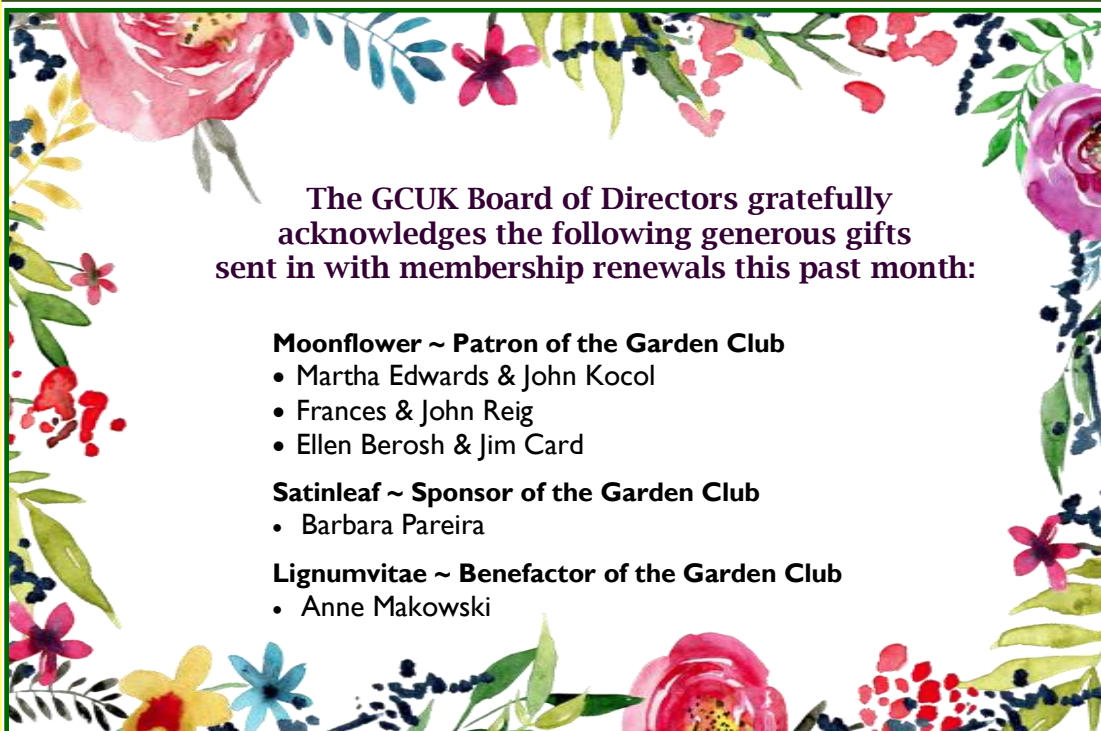 The GCUK Board of Directors gratefully
acknowledges the following generous gifts
sent in with membership renewals this past month:
Moonflower ~ Patron of the Garden Club
• Martha Edwards & John Kocol
• Frances & John Reig
• Ellen Berosh & Jim Card
Satinleaf ~ Sponsor of the Garden Club
• Barbara Pareira
Lignumvitae ~ Benefactor of the Garden Club
• Anne Makowski